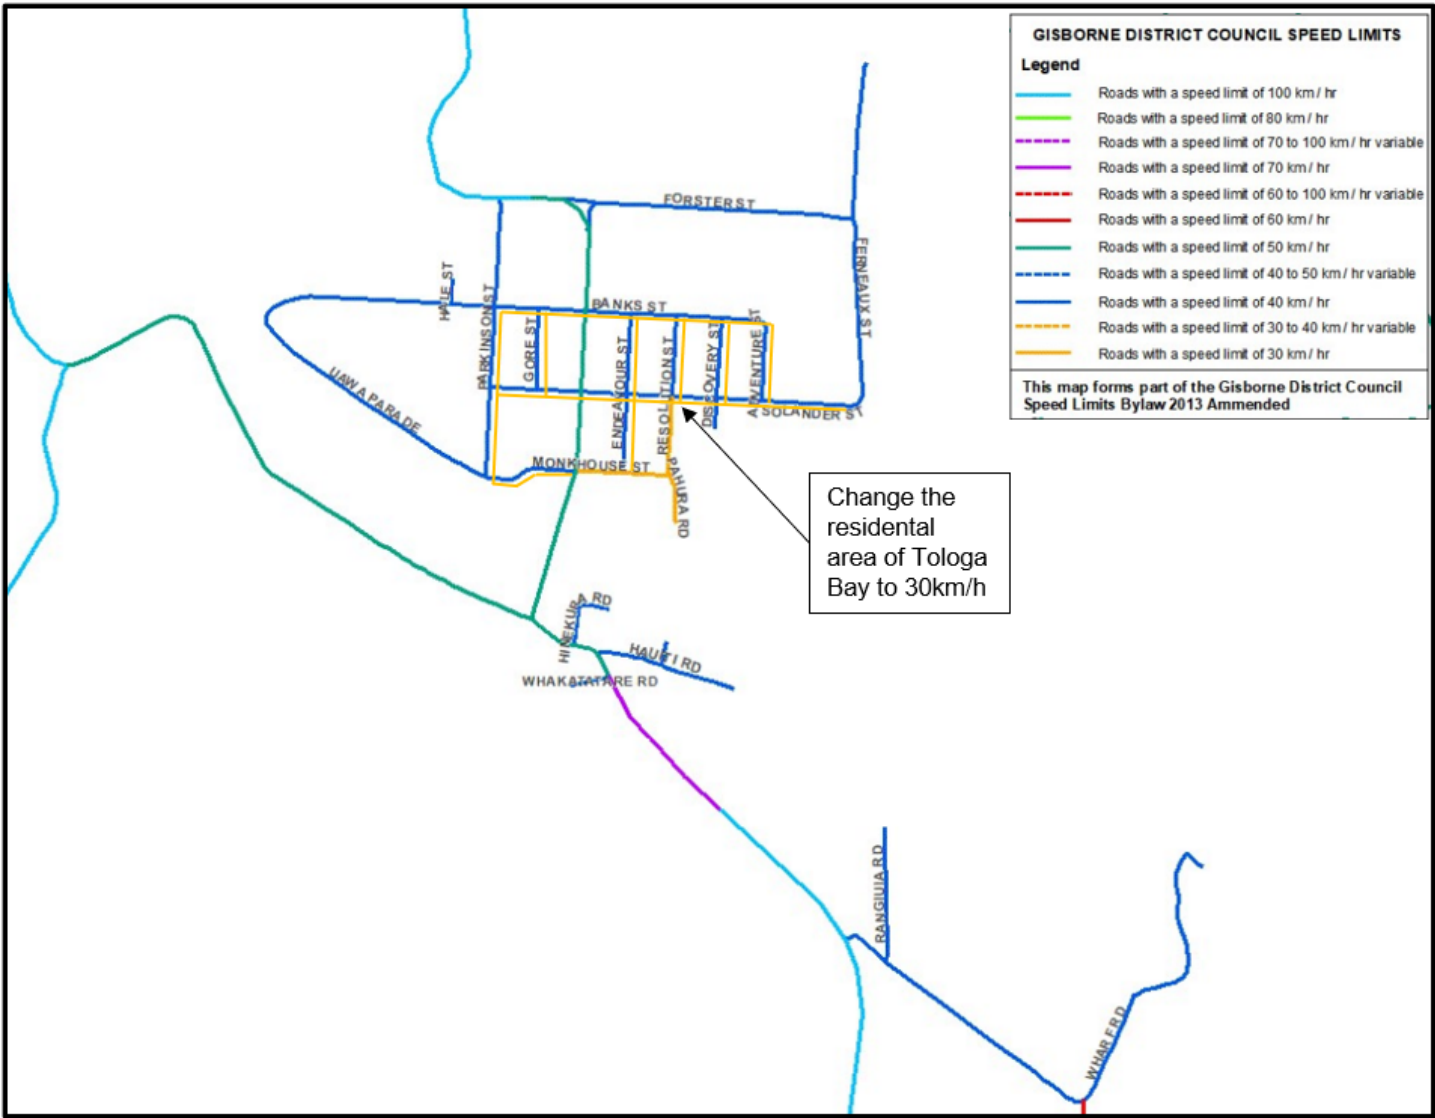 GISBORNE DISTRICT COUNCIL SPEED LIMITS
Legend
Roads with a speed limit of 100 km / hr
Roads with a speed limit of 80 km / hr
Roads with a speed limit of 70 to 100 km / hr variable
Roads with a speed limit of 70 km / hr
Roads with a speed limit of 60 to 100 km / hr variable
Roads with a speed limit of 60 km / hr
Roads with a speed limit of 50 km / hr
Roads with a speed limit of 40 to 50 km / hr variable
Roads with a speed limit of 40 km / hr
Roads with a speed limit of 30 to 40 km / hr variable
Roads with a speed limit of 30 km / hr
This map forms part of the Gisborne District Council
Speed Limits Bylaw 2013 Ammended
FORSTER ST
FERNEAUX ST
BANKS ST
PARKINSON ST
GORE ST
ENDEAVOUR ST
RESOLUTION ST
DISCOVERY ST
ADVENTURE ST
SOLANDER ST
UAWA PARADE
MONKHOUSE ST
PAHURA RD
Change the
residental
area of Tologa
Bay to 30km/h
HINEKURA RD
HAUITI RD
WHAKATATARE RD
RANGIUIA RD
WHARF RD